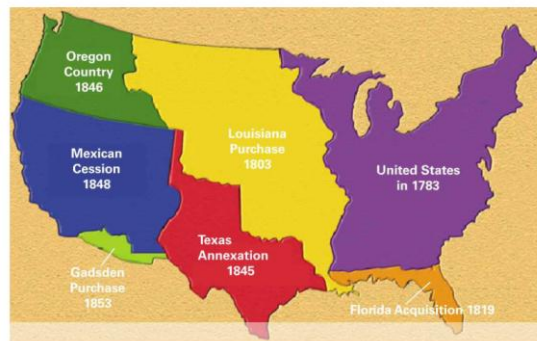 Oregon
Country
1846
Mexican
Cession
1848
Louisiana
Purchase
1803
United States
in 1783
Texas
Annexation
1845
Gadsden
Purchase
1853
Florida Acquisition 1819